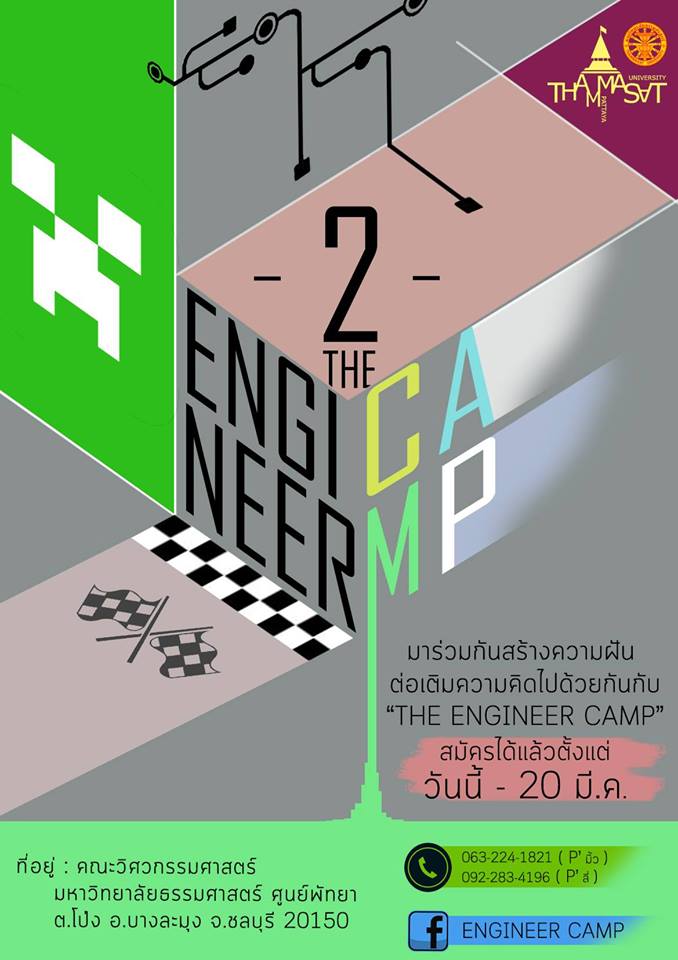 THAMMASAT
UNIVERSITY
PATTAYA
- 2 -
THE
ENGI
NEER
CA
MP
มาร่วมกันสร้างความฝัน
ต่อเติมความคิดไปด้วยกันกับ
“THE ENGINEER CAMP”
สมัครได้แล้วตั้งแต่
วันนี้ - 20 มี.ค.
ที่อยู่ : คณะวิศวกรรมศาสตร์
มหาวิทยาลัยธรรมศาสตร์ ศูนย์พัทยา
ต.โป่ง อ.บางละมุง จ.ชลบุรี 20150
063-224-1821 ( P' มิ้ว )
092-283-4196 ( P' ลี่ )
f ENGINEER CAMP